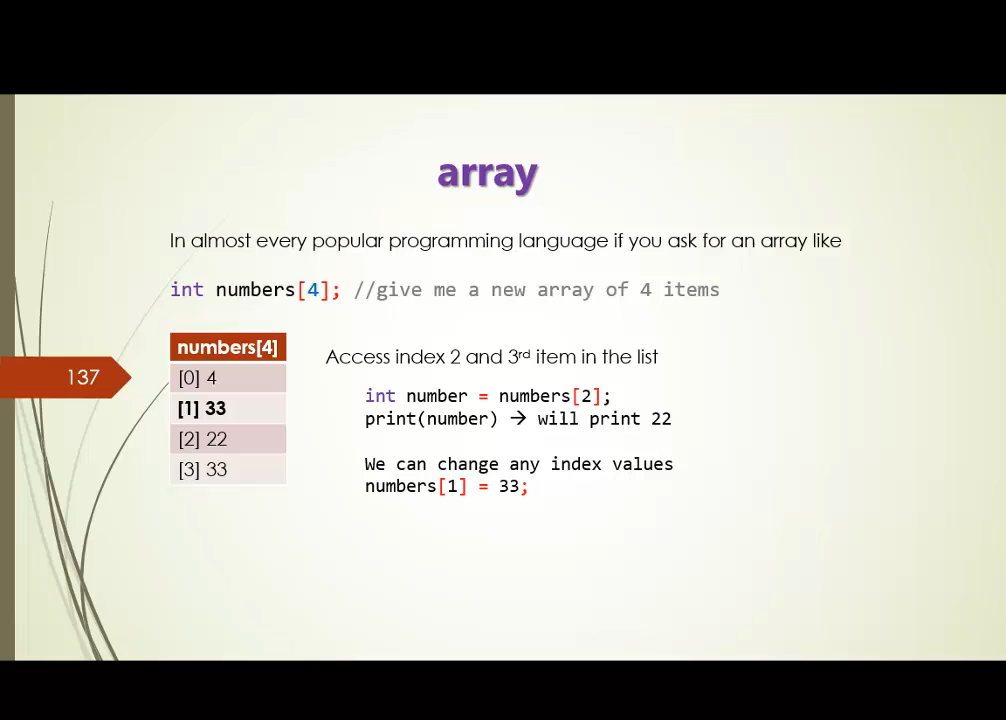 array
In almost every popular programming language if you ask for an array like
int numbers[4]; //give me a new array of 4 items
numbers[4]
[0] 4
[1] 33
[2] 22
[3] 33
137
Access index 2 and 3rd item in the list
int number = numbers[2];
print(number) → will print 22
We can change any index values
numbers[1] = 33;